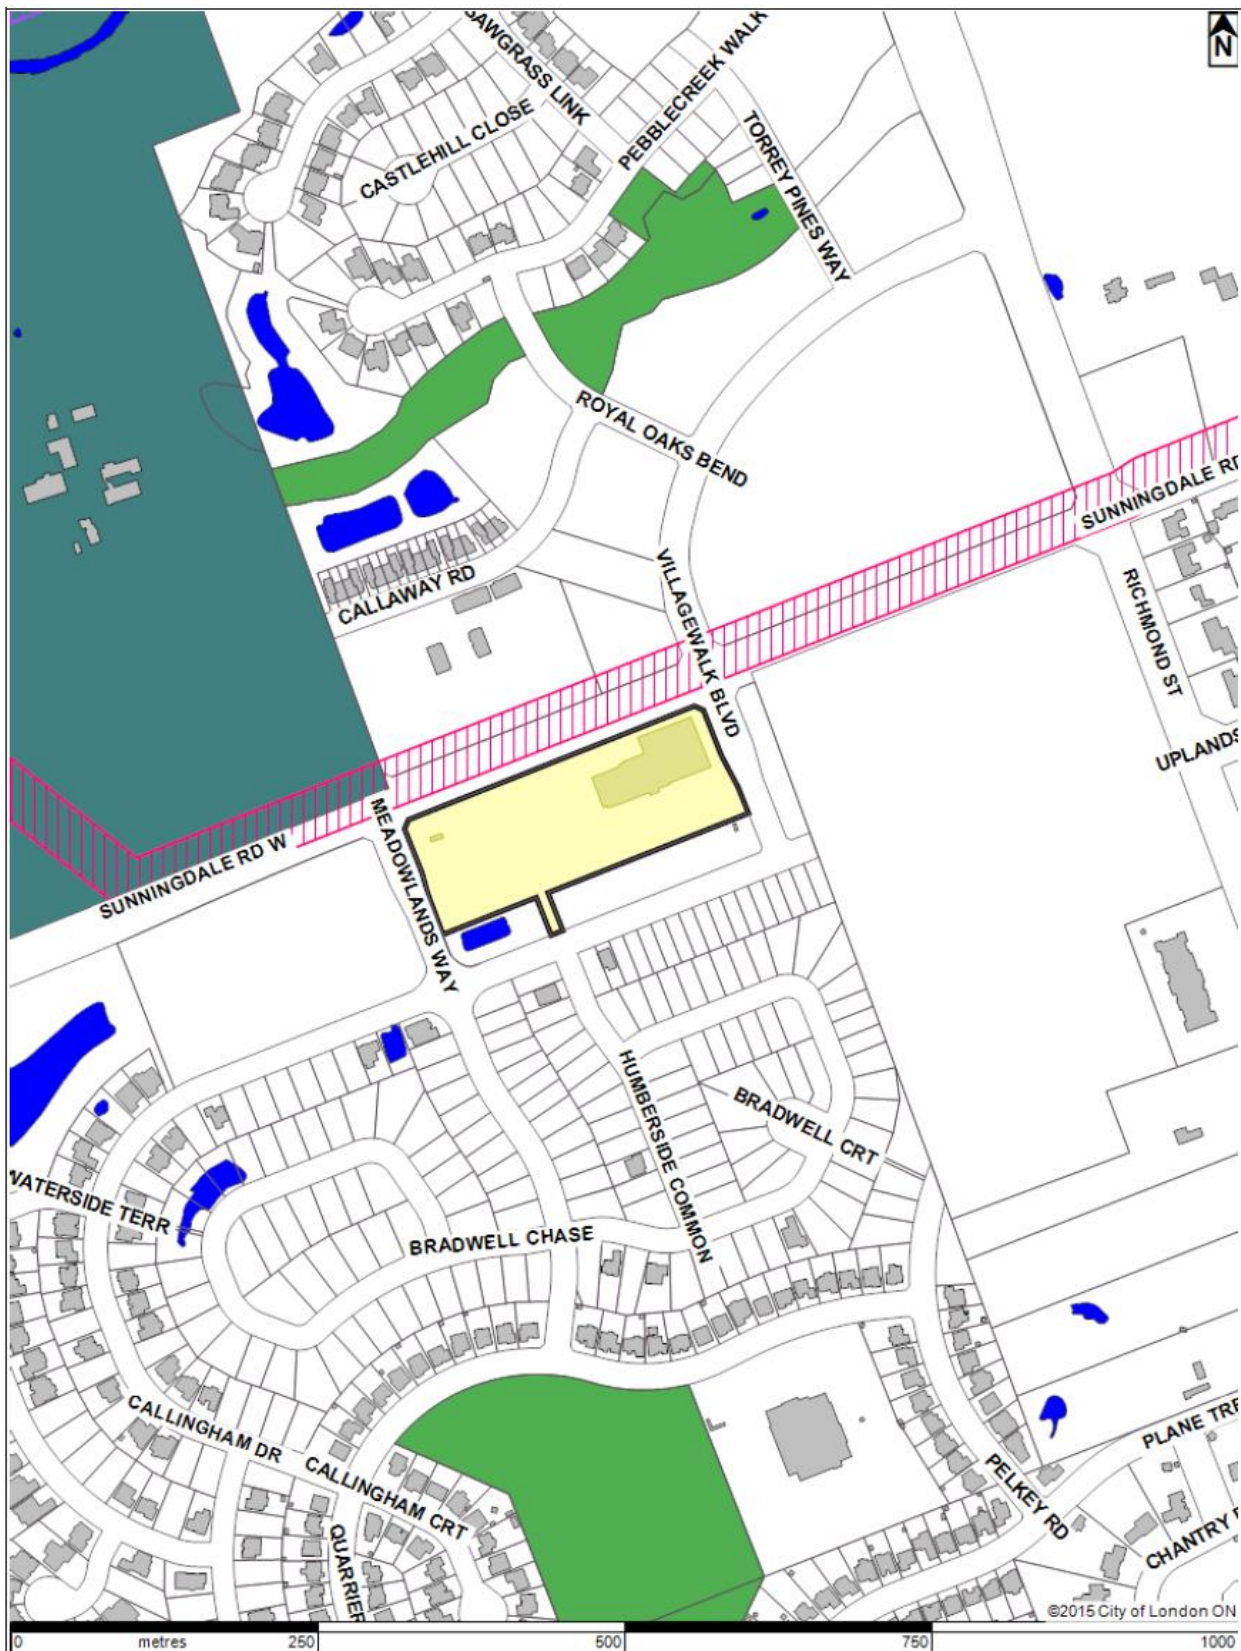 N
SAWGRASS LINK
PEBBLECREEK WALK
CASTLEHILL CLOSE
TORREY PINES WAY
ROYAL OAKS BEND
SUNNINGDALE RD
VILLAGEWALK BLVD
CALLAWAY RD
RICHMOND ST
UPLANDS
MEADOWLANDS WAY
SUNNINGDALE RD W
HUMBERSIDE COMMON
BRADWELL CRT
WATERSIDE TERR
BRADWELL CHASE
CALLINGHAM DR
CALLINGHAM CRT
QUARRIER
PELKEY RD
PLANE TRE
CHANTRY
©2015 City of London ON
0 metres 250 500 750 1000